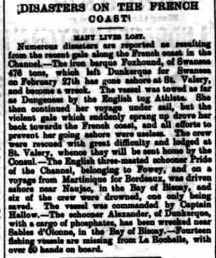 DISASTERS ON THE FRENCH
COAST.
MANY LIVES LOST.
Numerous disasters are reported as resulting
from the recent gale along the French coast in the
Channel.—The iron barque Foxhound, of Swansea
476 tons, which left Dunkerque for Swansea
on February 27th has gone ashore at St. Valery,
and become a wreck. The vessel was towed as far
as Dungeness by the English tug Athlete. She
then continued her voyage under sail, but the
violent gale which suddenly sprang up drove her
back towards the French coast, and all efforts to
prevent her going ashore were useless. The crew
were rescued with great difficulty and lodged at
St. Valery, whence they will be sent home by the
Consul.—The English three-masted schooner Pride
of the Channel, belonging to Fowey, and on a
voyage from Martinique for Bordeaux, was driven
ashore near Naujac, in the Bay of Biscay, and
six of the crew were drowned, one only being
saved. The vessel was commanded by Captain
Hallow.—The schooner Alexander, of Dunkerque,
with a cargo of phosphates, has been wrecked near
Sables d'Olonne, in the Bay of Biscay.—Fourteen
fishing vessels are missing from La Rochelle, with
over 60 hands on board.